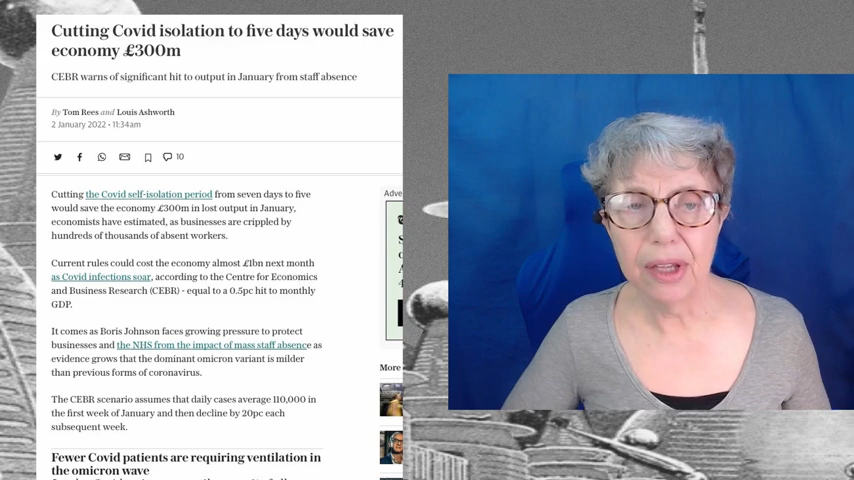 Cutting Covid isolation to five days would save
economy £300m
CEBR warns of significant hit to output in January from staff absence
By Tom Rees and Louis Ashworth
2 January 2022 • 11:34am
10
Cutting the Covid self-isolation period from seven days to five
would save the economy £300m in lost output in January,
economists have estimated, as businesses are crippled by
hundreds of thousands of absent workers.
Current rules could cost the economy almost £1bn next month
as Covid infections soar, according to the Centre for Economics
and Business Research (CEBR) - equal to a 0.5pc hit to monthly
GDP.
It comes as Boris Johnson faces growing pressure to protect
businesses and the NHS from the impact of mass staff absence as
evidence grows that the dominant omicron variant is milder
than previous forms of coronavirus.
The CEBR scenario assumes that daily cases average 110,000 in
the first week of January and then decline by 20pc each
subsequent week.
Fewer Covid patients are requiring ventilation in
the omicron wave
Adve
More